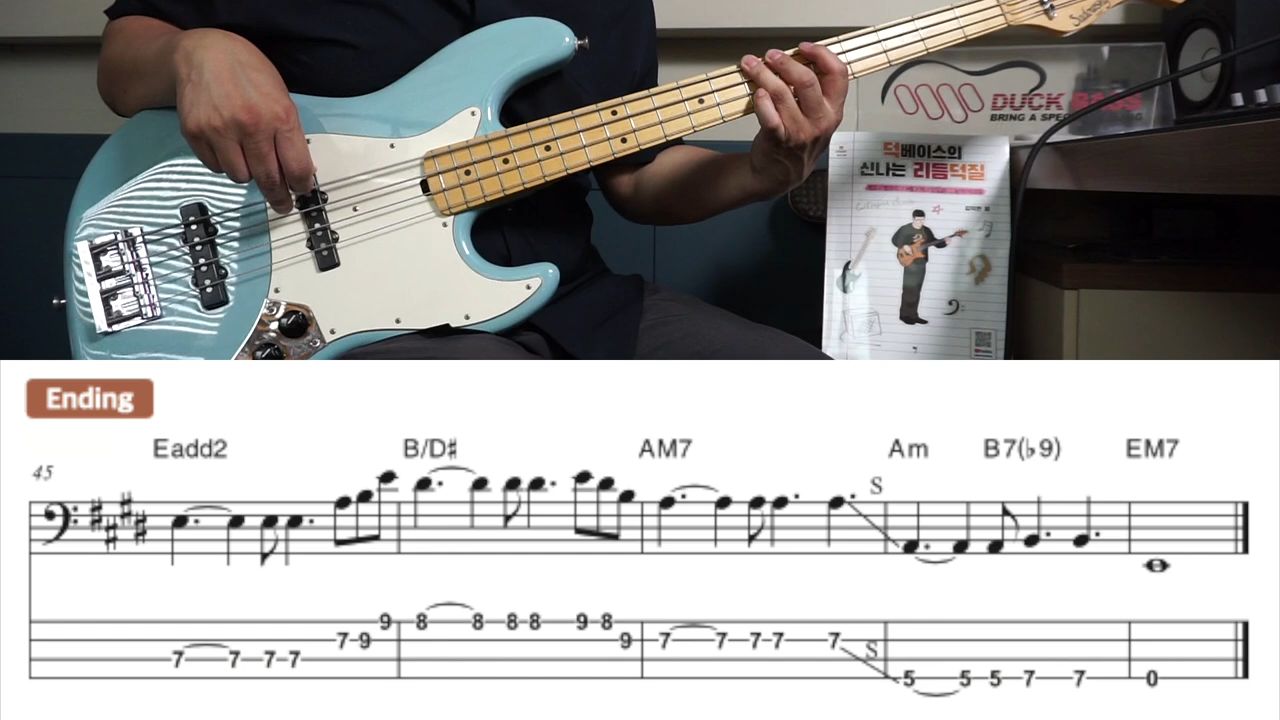 Sadowsky
DUCK BASS
BRING A SPEC
덕베이스의
신나는 리듬덕질
Ending
Eadd2 B/D♯ AM7 Am B7(♭9) EM7
45
S
7 7 7 7 7 9 9 8 8 8 8 9 8 9 7 7 7 7 7 S 5 5 5 7 7 0